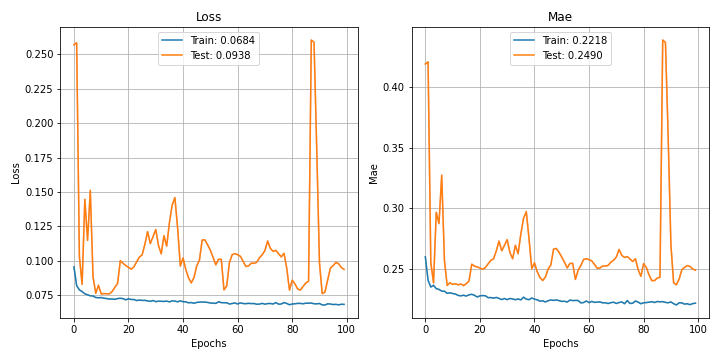 Loss
Train: 0.0684
Test: 0.0938
0.250
0.225
0.200
0.175
0.150
0.125
0.100
0.075
Loss
0 20 40 60 80 100
Epochs
Mae
Train: 0.2218
Test: 0.2490
0.40
0.35
0.30
0.25
Mae
0 20 40 60 80 100
Epochs